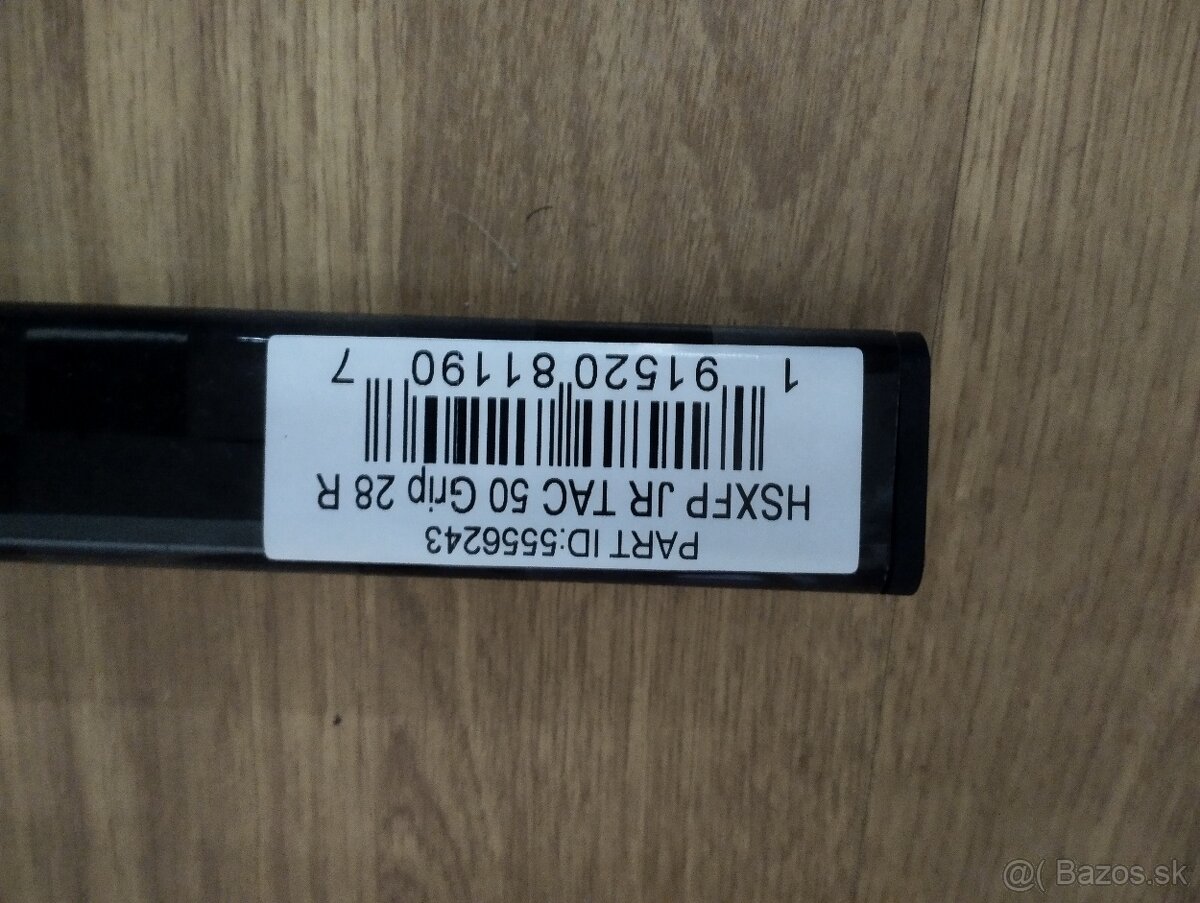 PART ID:5556243
HSXFP JR TAC 50 Grip 28 R
1 91520 81190 7
@( Bazos.sk